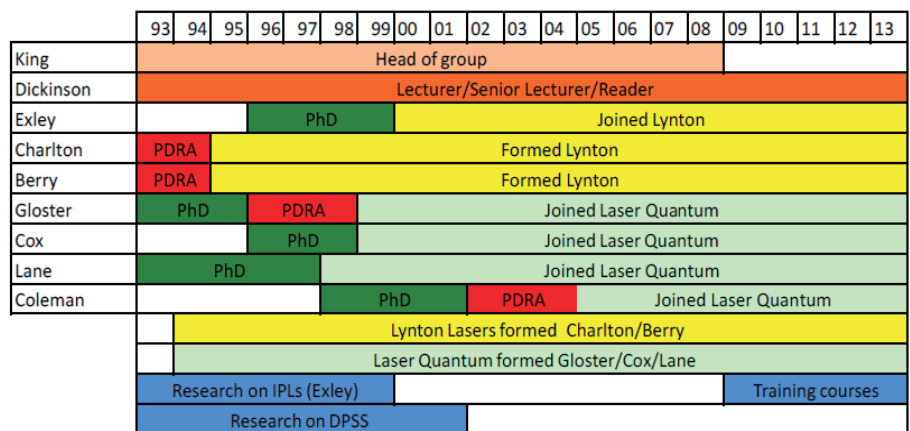 93 94 95 96 97 98 99 00 01 02 03 04 05 06 07 08 09 10 11 12 13
King Head of group
Dickinson Lecturer/Senior Lecturer/Reader
Exley PhD Joined Lynton
Charlton PDRA Formed Lynton
Berry PDRA Formed Lynton
Gloster PhD PDRA Joined Laser Quantum
Cox PhD Joined Laser Quantum
Lane PhD Joined Laser Quantum
Coleman PhD PDRA Joined Laser Quantum
Lynton Lasers formed Charlton/Berry
Laser Quantum formed Gloster/Cox/Lane
Research on IPLs (Exley) Training courses
Research on DPSS